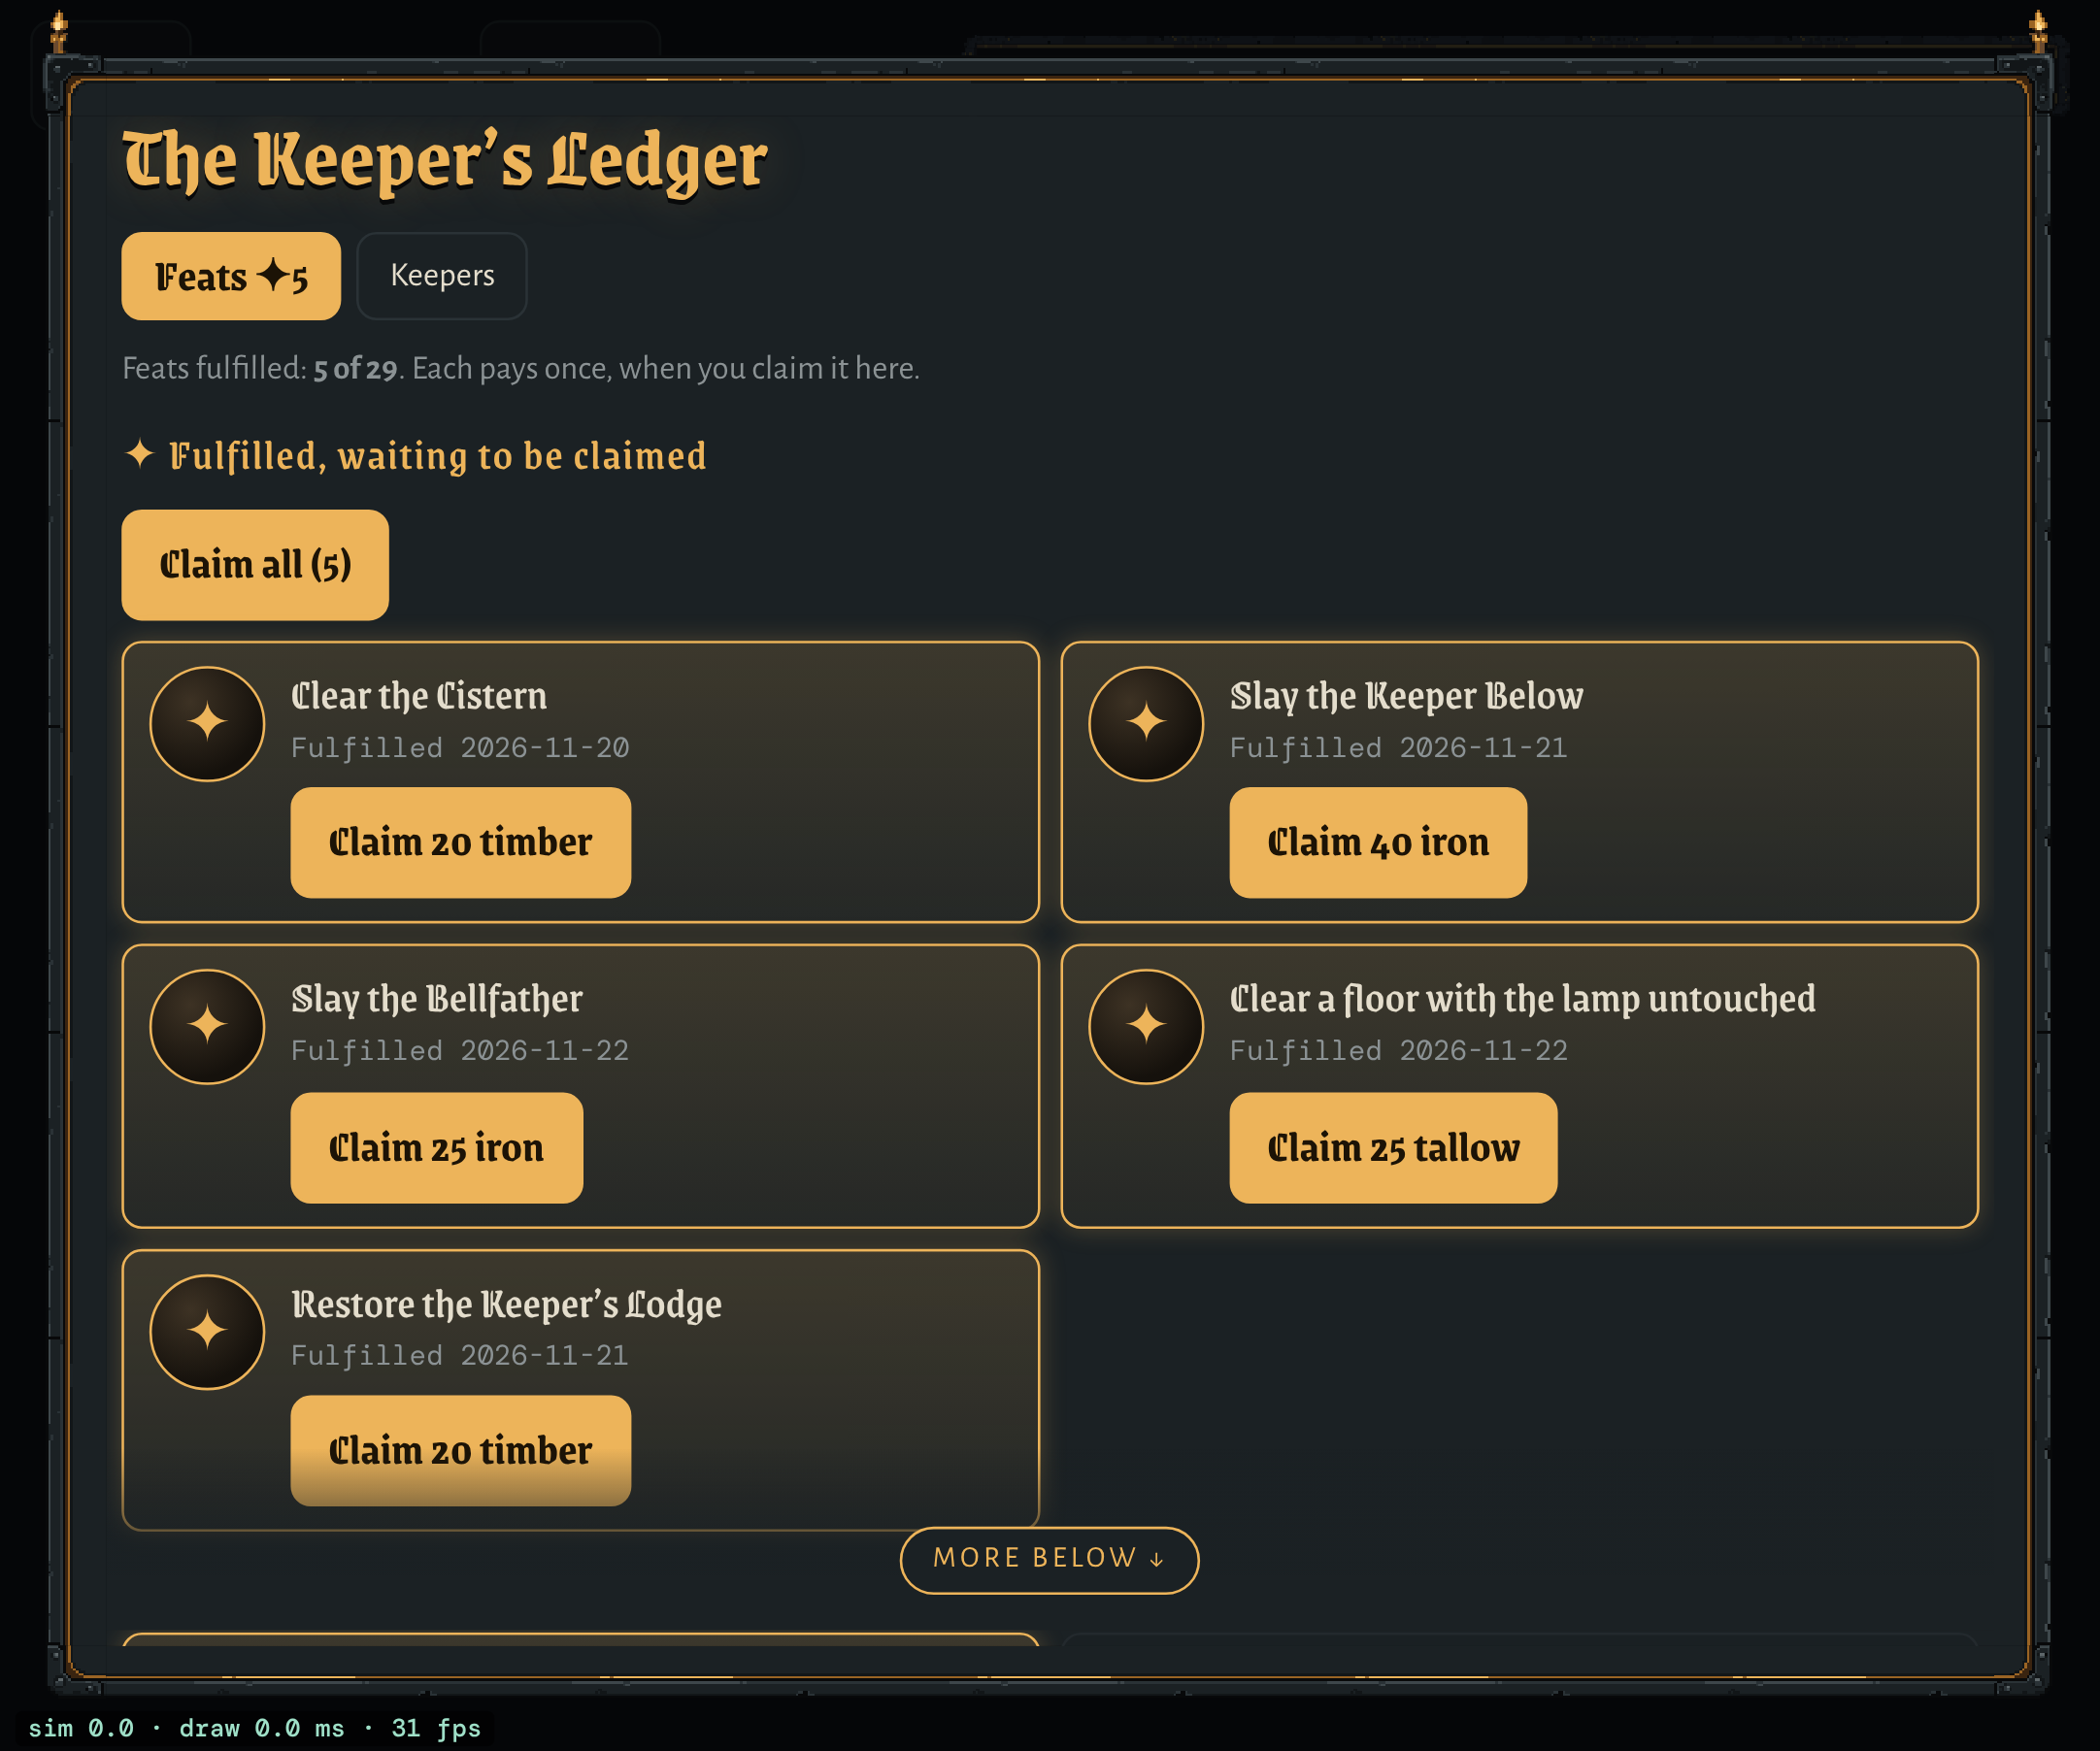 The Keeper's Ledger
Feats ✦5
Keepers
Feats fulfilled: 5 of 29. Each pays once, when you claim it here.
✦ Fulfilled, waiting to be claimed
Claim all (5)
Clear the Cistern
Fulfilled 2026-11-20
Claim 20 timber
Slay the Keeper Below
Fulfilled 2026-11-21
Claim 40 iron
Slay the Bellfather
Fulfilled 2026-11-22
Claim 25 iron
Clear a floor with the lamp untouched
Fulfilled 2026-11-22
Claim 25 tallow
Restore the Keeper's Lodge
Fulfilled 2026-11-21
Claim 20 timber
MORE BELOW ↓
sim 0.0 · draw 0.0 ms · 31 fps